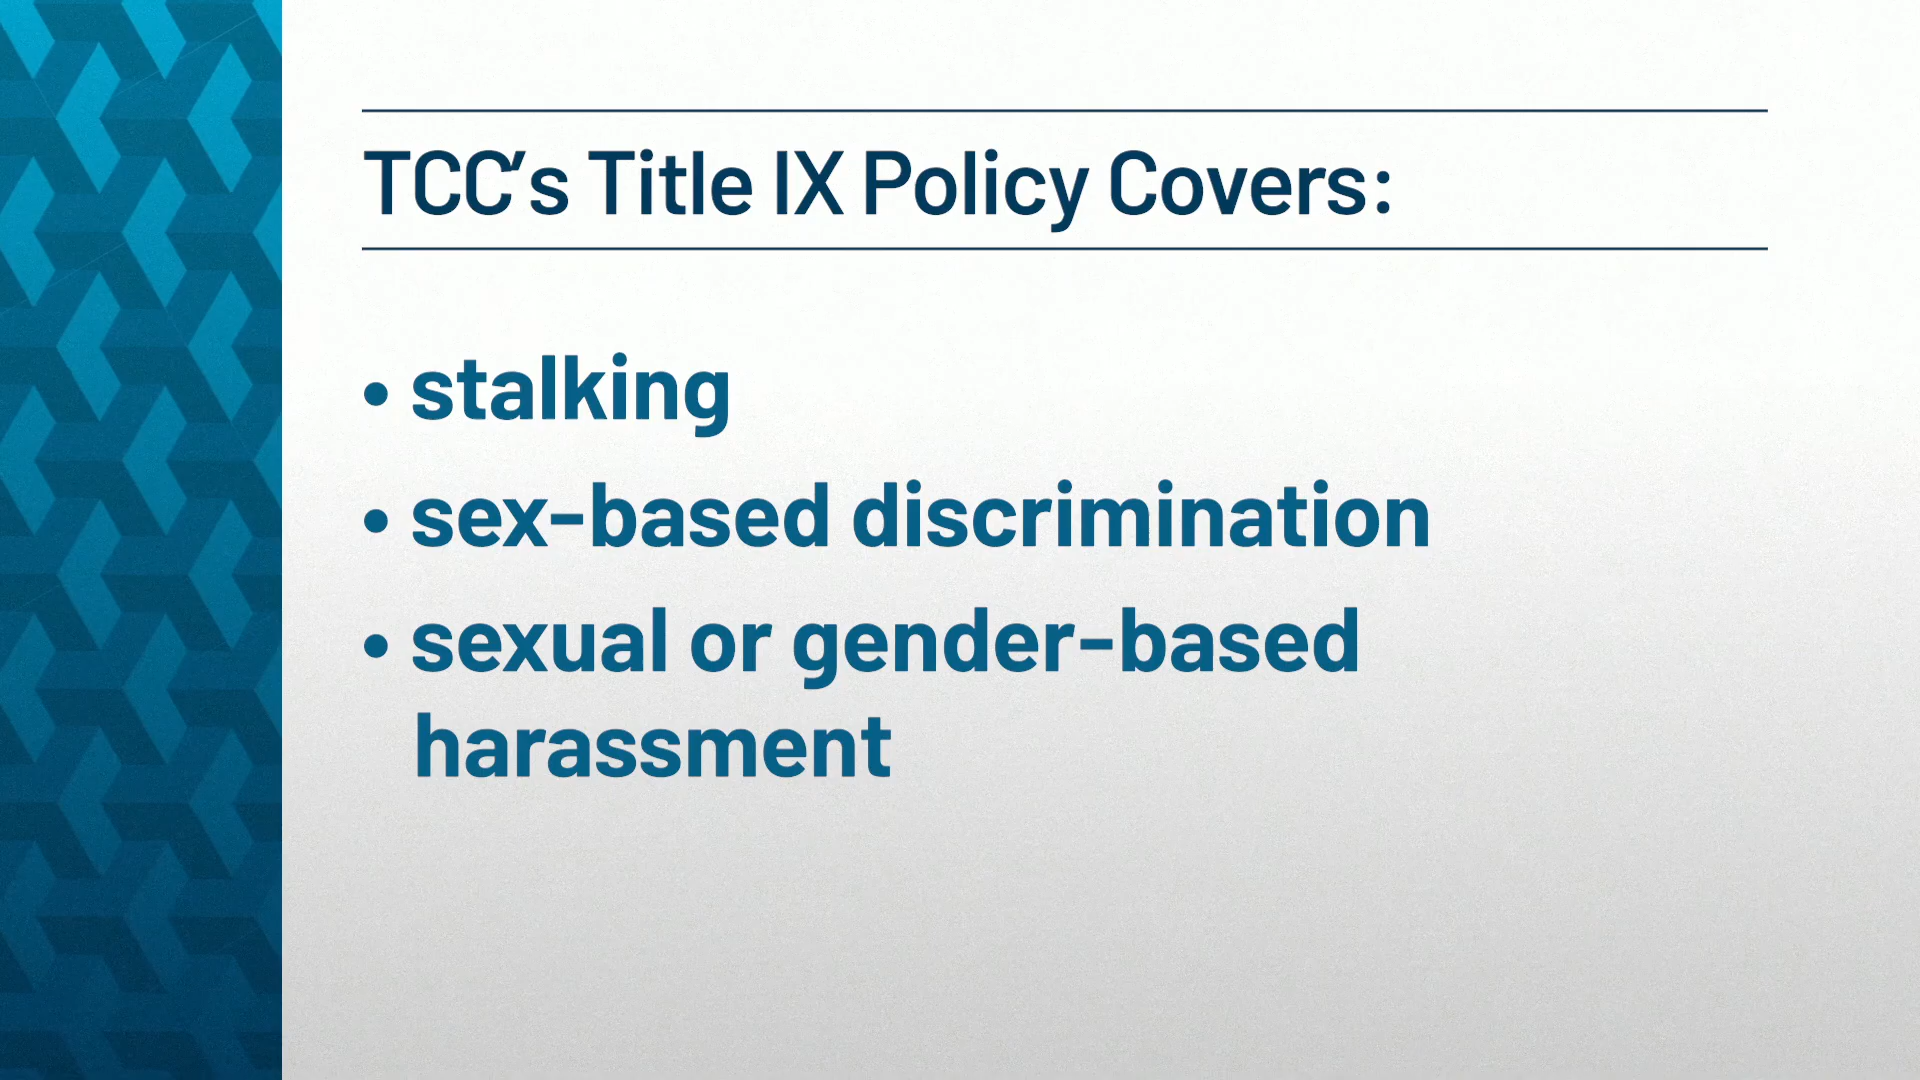 TCC's Title IX Policy Covers:
• stalking
• sex-based discrimination
• sexual or gender-based
harassment